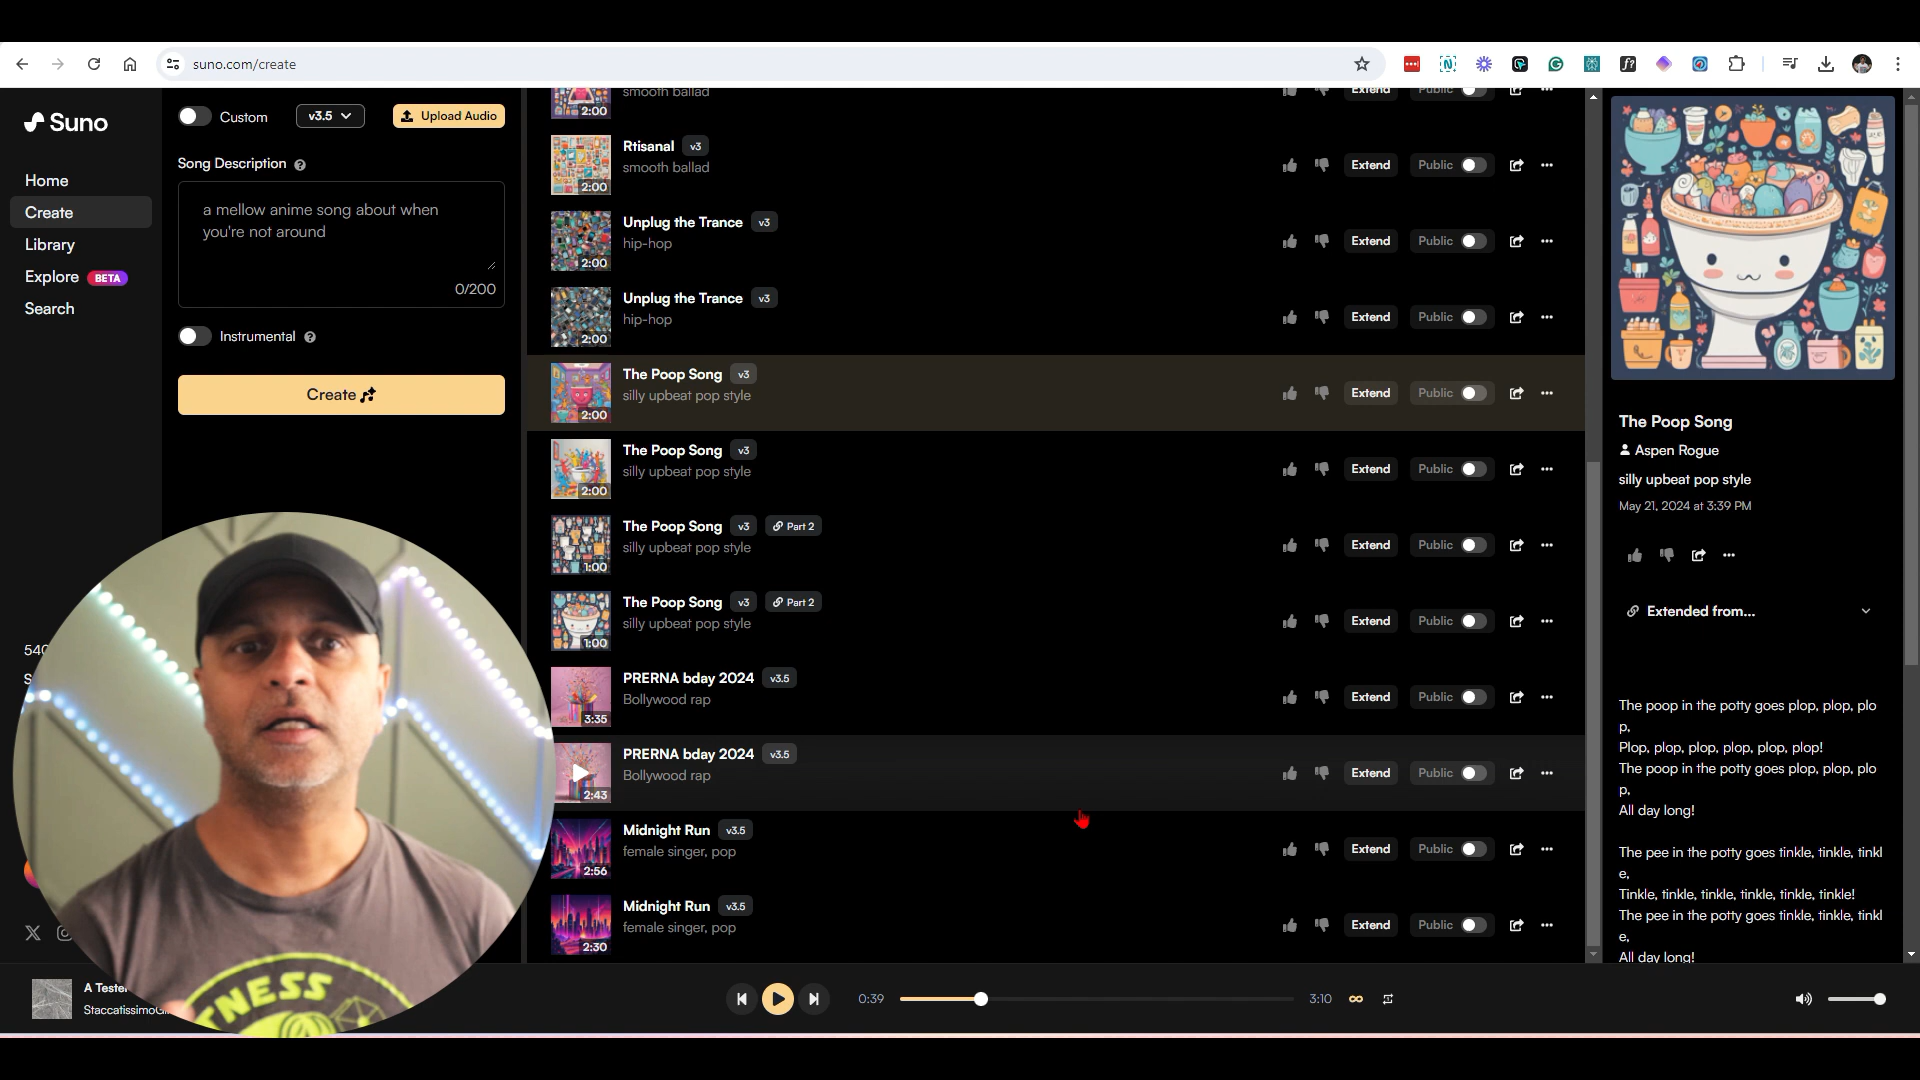 suno.com/create
Suno
Home
Create
Library
Explore BETA
Search
540
S
Custom
v3.5
Upload Audio
Song Description
a mellow anime song about when
you're not around
0/200
Instrumental
Create
smooth ballad
2:00
Extend Public
Rtisanal v3
smooth ballad
2:00
Extend Public
Unplug the Trance v3
hip-hop
2:00
Extend Public
Unplug the Trance v3
hip-hop
2:00
Extend Public
The Poop Song v3
silly upbeat pop style
2:00
Extend Public
The Poop Song v3
silly upbeat pop style
2:00
Extend Public
The Poop Song v3 Part 2
silly upbeat pop style
1:00
Extend Public
The Poop Song v3 Part 2
silly upbeat pop style
1:00
Extend Public
PRERNA bday 2024 v3.5
Bollywood rap
3:35
Extend Public
PRERNA bday 2024 v3.5
Bollywood rap
2:43
Extend Public
Midnight Run v3.5
female singer, pop
2:56
Extend Public
Midnight Run v3.5
female singer, pop
2:30
Extend Public
The Poop Song
Aspen Rogue
silly upbeat pop style
May 21, 2024 at 3:39 PM
Extended from...
The poop in the potty goes plop, plop, plo
p,
Plop, plop, plop, plop, plop, plop!
The poop in the potty goes plop, plop, plo
p,
All day long!
The pee in the potty goes tinkle, tinkle, tinkl
e,
Tinkle, tinkle, tinkle, tinkle, tinkle, tinkle!
The pee in the potty goes tinkle, tinkle, tinkl
e,
All day long!
TNESS
A Teste
StaccatissimoG
0:39
3:10